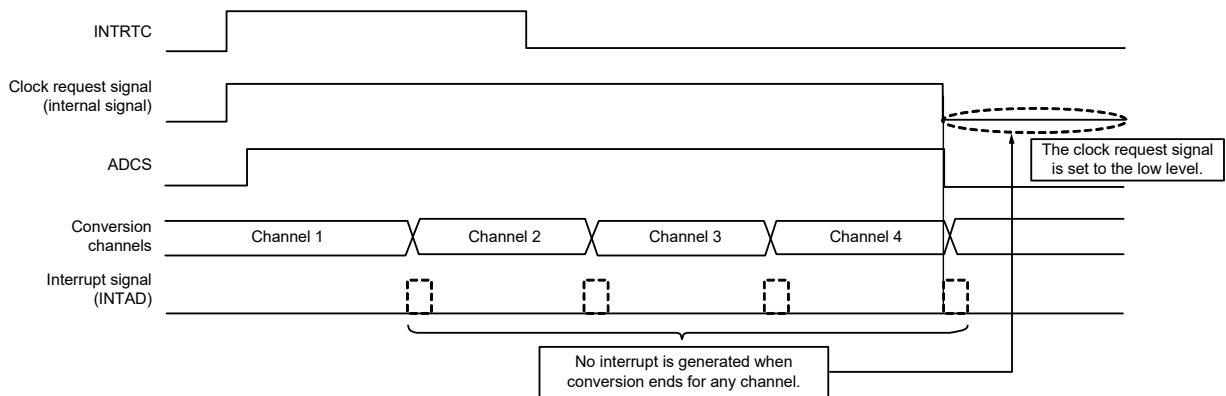 INTRTC
Clock request signal
(internal signal)
The clock request signal
is set to the low level.
ADCS
Conversion
channels
Channel 1
Channel 2
Channel 3
Channel 4
Interrupt signal
(INTAD)
No interrupt is generated when
conversion ends for any channel.